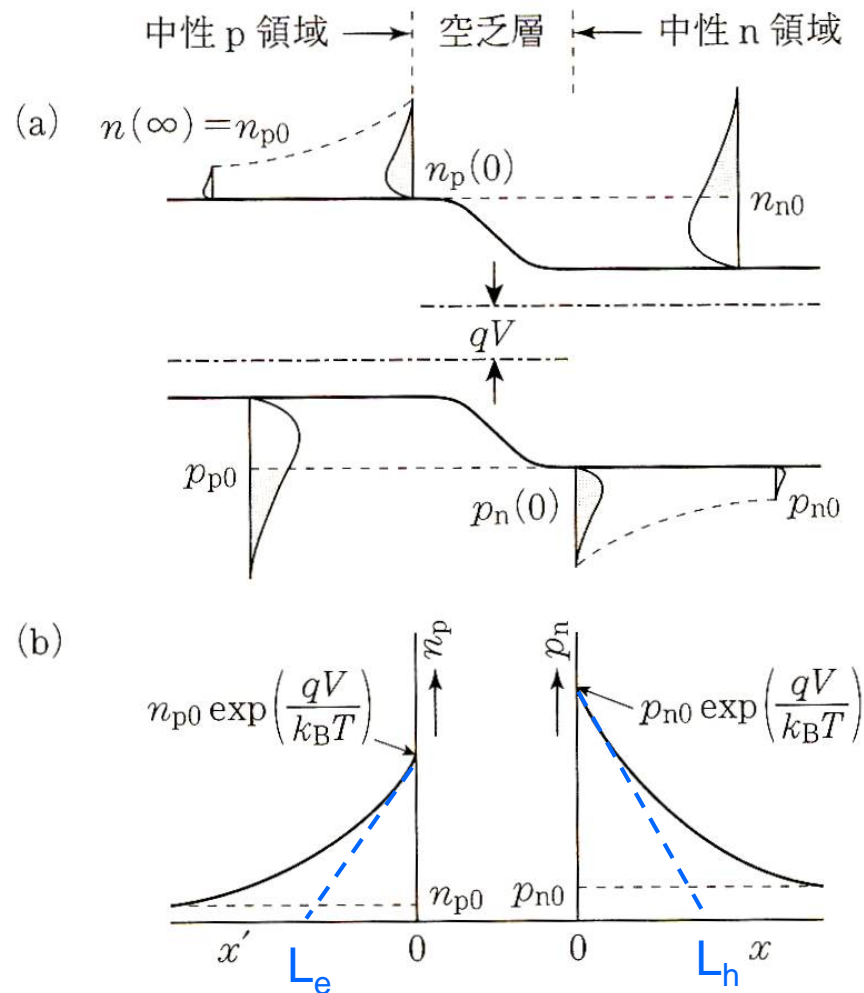 中性 p 領域 空乏層 中性 n 領域
(a) n(∞) = n_p0
n_p(0)
n_n0
qV
p_p0
p_n(0)
p_n0
(b)
n_p
p_n
n_p0 exp(qV/k_BT)
p_n0 exp(qV/k_BT)
n_p0
p_n0
x′ L_e 0
0 L_h x